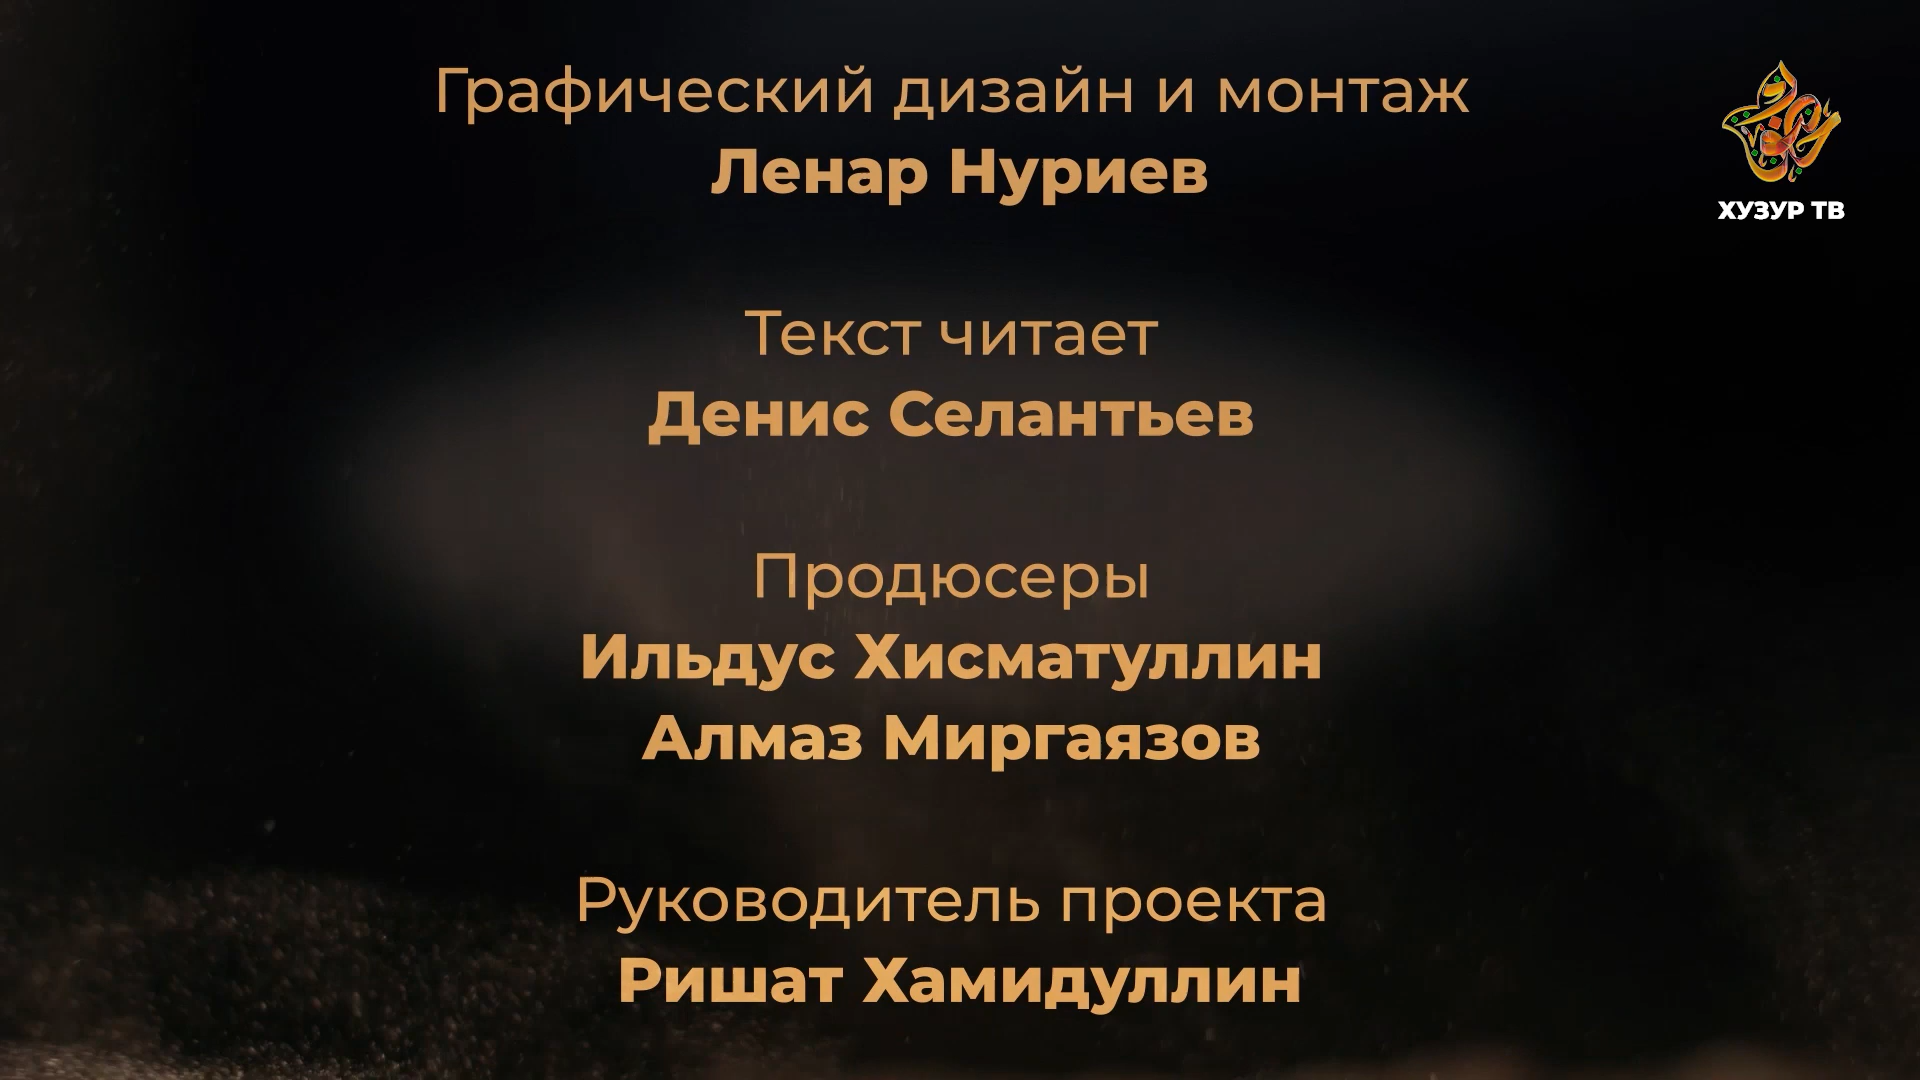 Графический дизайн и монтаж
Ленар Нуриев
ХУЗУР ТВ
Текст читает
Денис Селантьев
Продюсеры
Ильдус Хисматуллин
Алмаз Миргаязов
Руководитель проекта
Ришат Хамидуллин